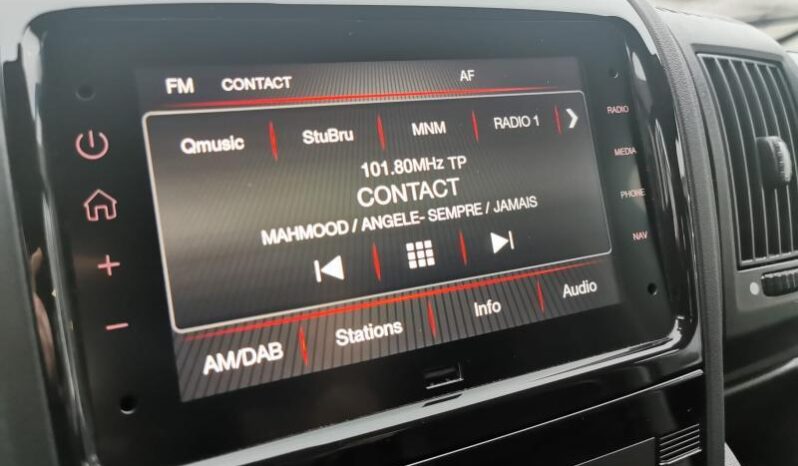 FM CONTACT AF
Qmusic StuBru MNM RADIO 1
101.80MHz TP
CONTACT
MAHMOOD / ANGELE- SEMPRE / JAMAIS
AM/DAB Stations Info Audio
RADIO
MEDIA
PHONE
NAV